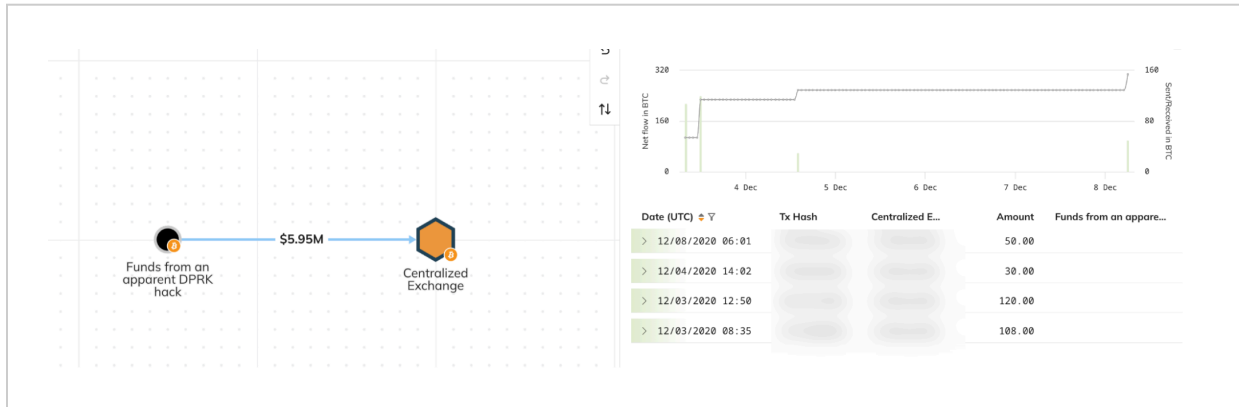 $5.95M
Funds from an
apparent DPRK
hack
Centralized
Exchange
320
160
0
Net flow in BTC
160
80
0
Sent/Received in BTC
4 Dec 5 Dec 6 Dec 7 Dec 8 Dec
Date (UTC) Tx Hash Centralized E... Amount Funds from an appare...
> 12/08/2020 06:01 50.00
> 12/04/2020 14:02 30.00
> 12/03/2020 12:50 120.00
> 12/03/2020 08:35 108.00